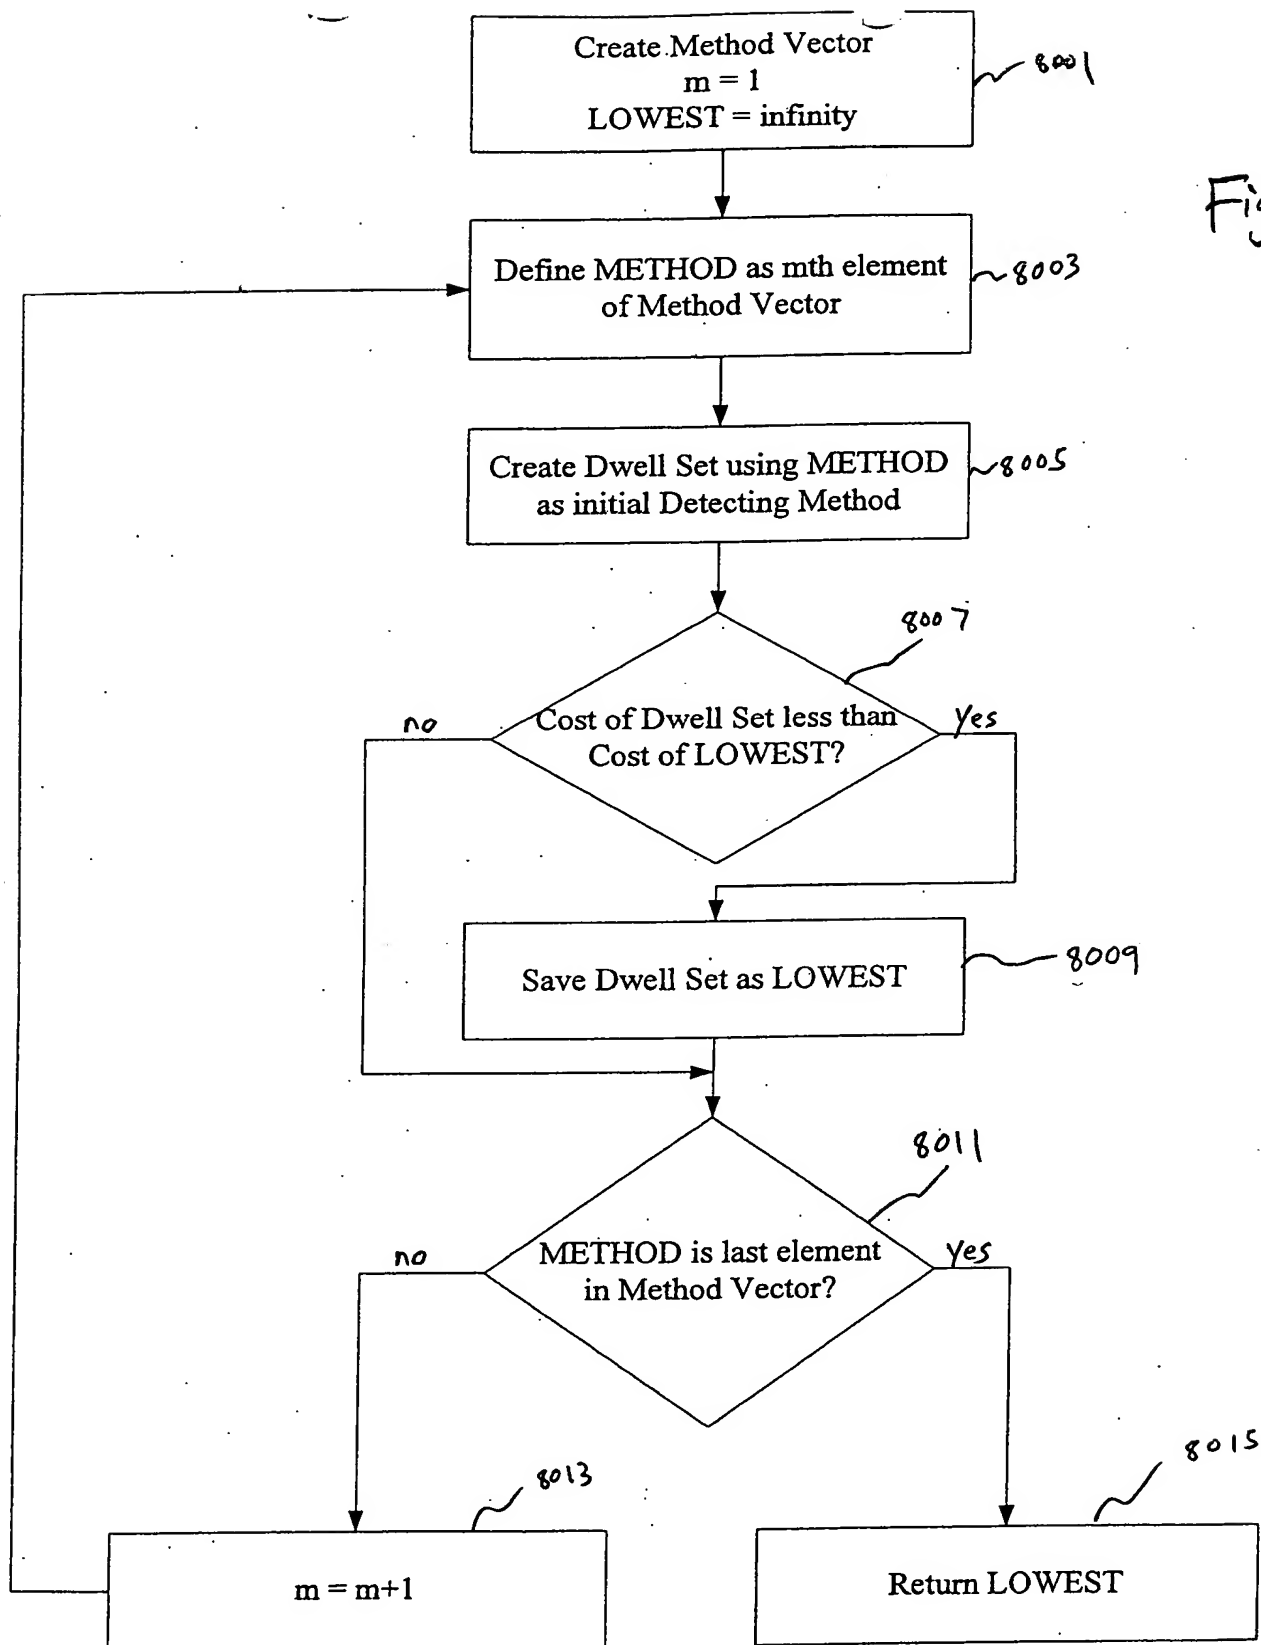 Create Method Vector
m = 1
LOWEST = infinity
8001
Define METHOD as mth element
of Method Vector
8003
Create Dwell Set using METHOD
as initial Detecting Method
8005
8007
Cost of Dwell Set less than
Cost of LOWEST?
no
yes
Save Dwell Set as LOWEST
8009
8011
METHOD is last element
in Method Vector?
no
yes
8013
m = m+1
8015
Return LOWEST